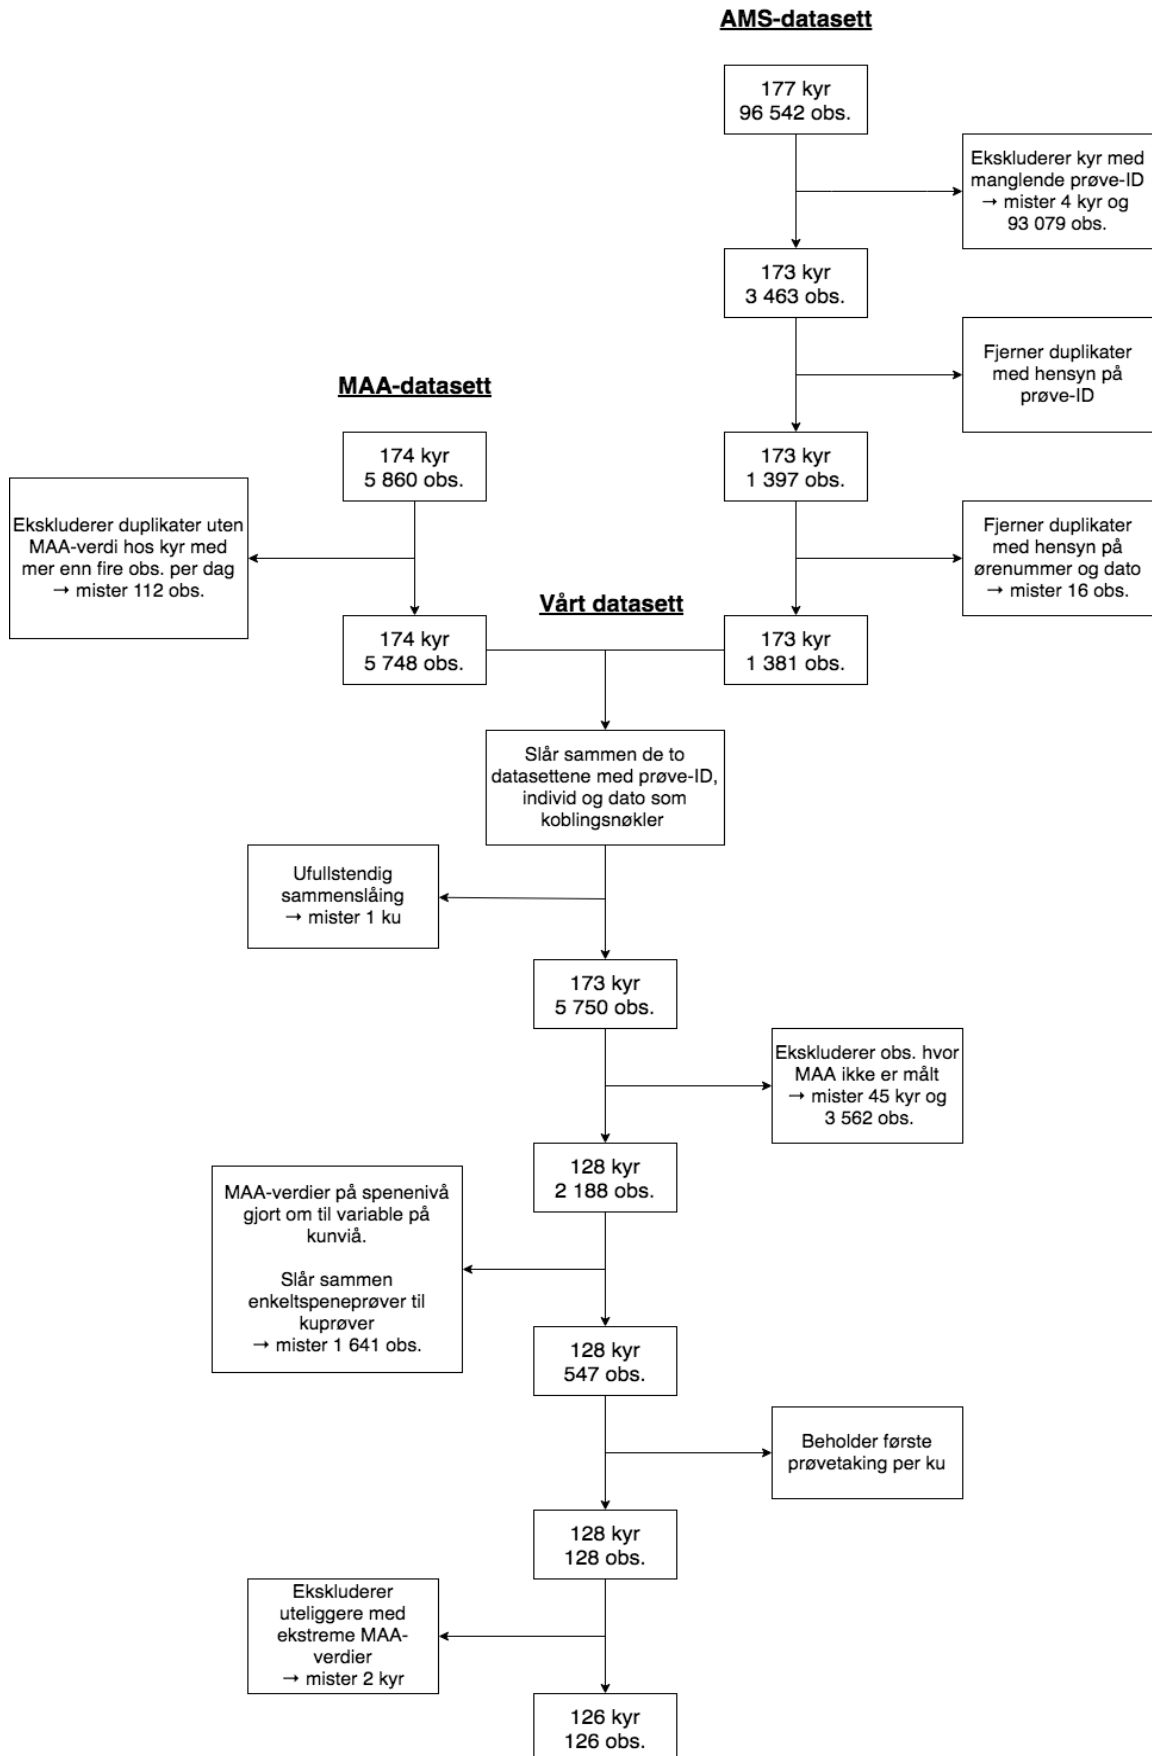 AMS-datasett
177 kyr
96 542 obs.
Ekskluderer kyr med
manglende prøve-ID
→ mister 4 kyr og
93 079 obs.
173 kyr
3 463 obs.
Fjerner duplikater
med hensyn på
prøve-ID
MAA-datasett
174 kyr
5 860 obs.
173 kyr
1 397 obs.
Ekskluderer duplikater uten
MAA-verdi hos kyr med
mer enn fire obs. per dag
→ mister 112 obs.
Fjerner duplikater
med hensyn på
ørenummer og dato
→ mister 16 obs.
Vårt datasett
174 kyr
5 748 obs.
173 kyr
1 381 obs.
Slår sammen de to
datasettene med prøve-ID,
individ og dato som
koblingsnøkler
Ufullstendig
sammenslåing
→ mister 1 ku
173 kyr
5 750 obs.
Ekskluderer obs. hvor
MAA ikke er målt
→ mister 45 kyr og
3 562 obs.
128 kyr
2 188 obs.
MAA-verdier på spenenivå
gjort om til variable på
kunviå.
Slår sammen
enkeltspeneprøver til
kuprøver
→ mister 1 641 obs.
128 kyr
547 obs.
Beholder første
prøvetaking per ku
128 kyr
128 obs.
Ekskluderer
uteliggere med
ekstreme MAA-
verdier
→ mister 2 kyr
126 kyr
126 obs.